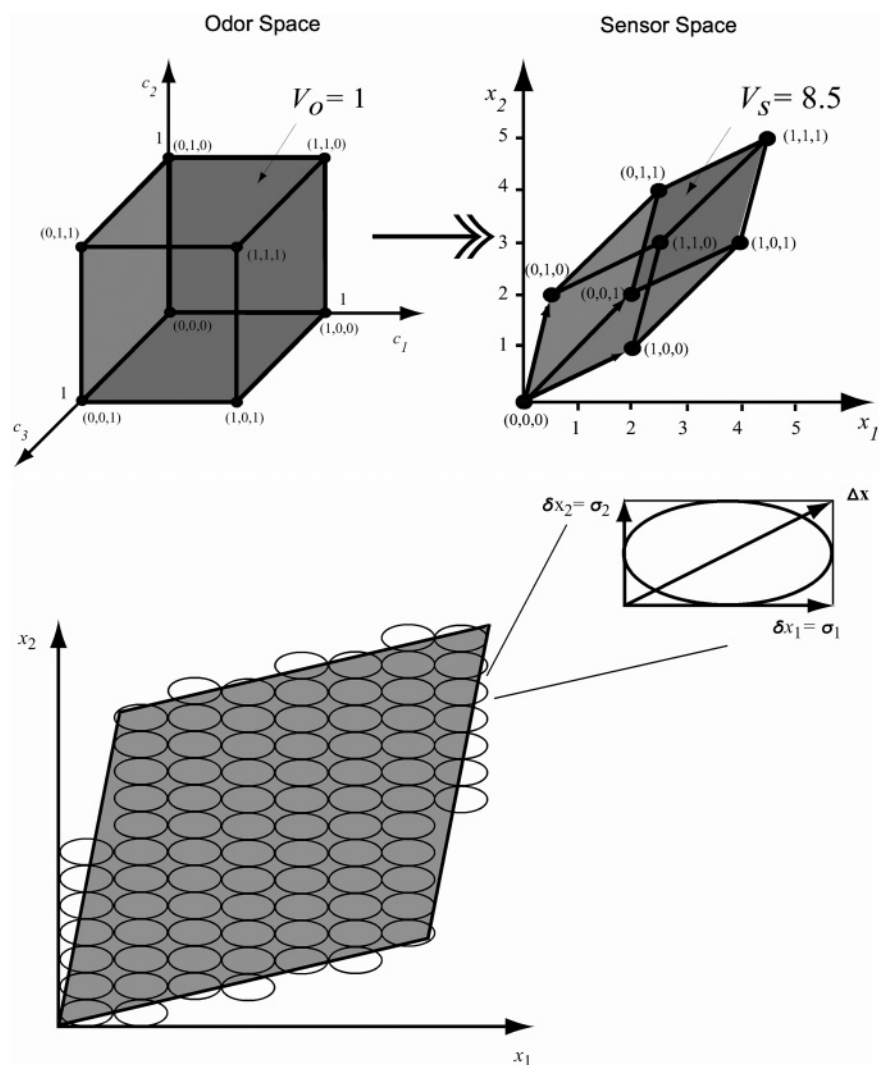 Odor Space
Sensor Space
c2
V_O = 1
1
(0,1,0)
(1,1,0)
(0,1,1)
(1,1,1)
1
(0,0,0)
(1,0,0)
c1
1
(0,0,1)
(1,0,1)
c3
x2
V_S = 8.5
5
(1,1,1)
4
(0,1,1)
3
(1,1,0)
(1,0,1)
(0,1,0)
2
(0,0,1)
1
(1,0,0)
(0,0,0)
1 2 3 4 5
x1
δx2 = σ2
Δx
δx1 = σ1
x2
x1